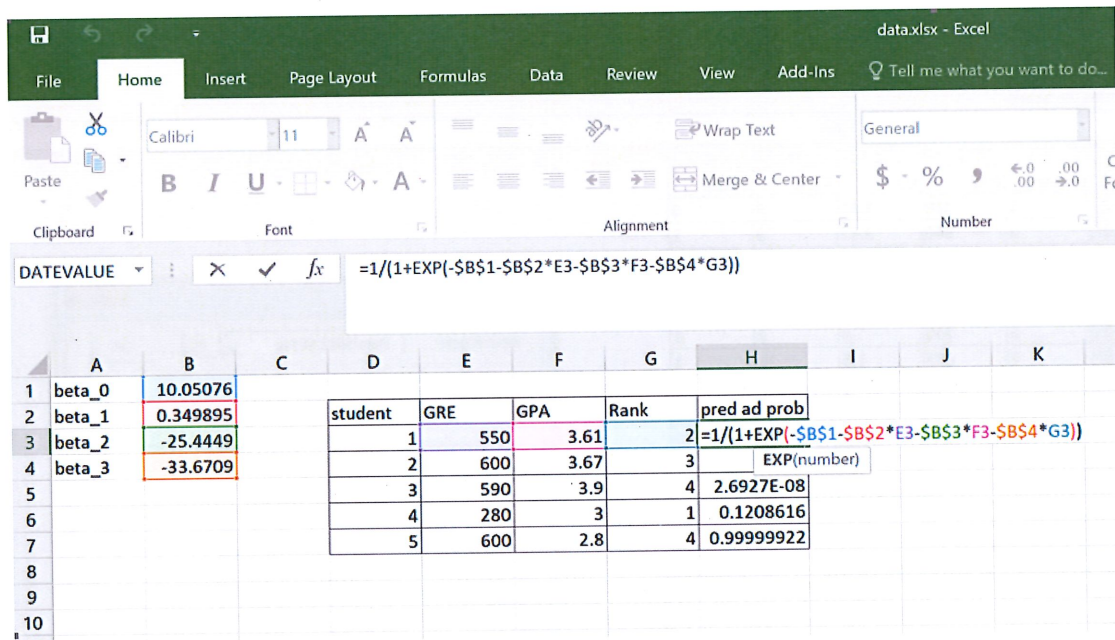 data.xlsx - Excel
File Home Insert Page Layout Formulas Data Review View Add-Ins Tell me what you want to do...
Calibri 11 A A Wrap Text General
Paste B I U A Merge & Center $ % 9 .0 .00 .00 .0
Clipboard Font Alignment Number
DATEVALUE fx =1/(1+EXP(-$B$1-$B$2*E3-$B$3*F3-$B$4*G3))
A B C D E F G H I J K
1 beta_0 10.05076
2 beta_1 0.349895 student GRE GPA Rank pred ad prob
3 beta_2 -25.4449 1 550 3.61 2 =1/(1+EXP(-$B$1-$B$2*E3-$B$3*F3-$B$4*G3))
4 beta_3 -33.6709 2 600 3.67 3 EXP(number)
5 3 590 3.9 4 2.6927E-08
6 4 280 3 1 0.1208616
7 5 600 2.8 4 0.99999922
8
9
10